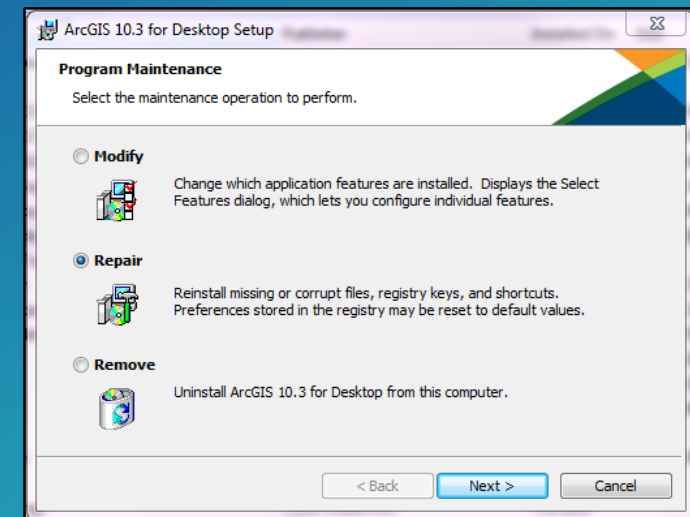 ArcGIS 10.3 for Desktop Setup
Program Maintenance
Select the maintenance operation to perform.
Modify
Change which application features are installed.  Displays the Select
Features dialog, which lets you configure individual features.
Repair
Reinstall missing or corrupt files, registry keys, and shortcuts.
Preferences stored in the registry may be reset to default values.
Remove
Uninstall ArcGIS 10.3 for Desktop from this computer.
< Back Next > Cancel